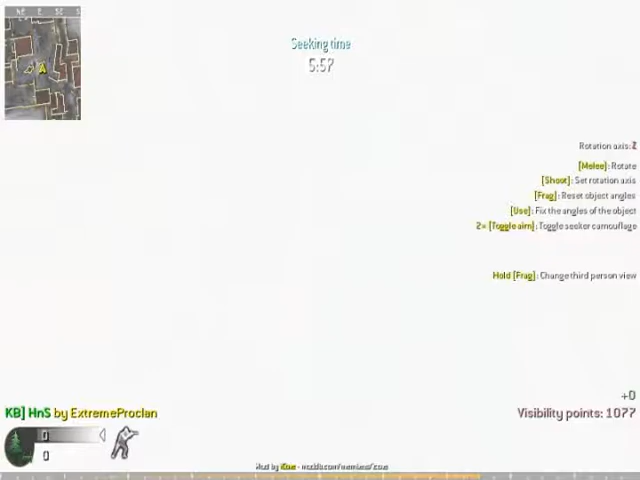 NE E SE S
A
Seeking time
5:57
Rotation axis: Z
[Melee]: Rotate
[Shoot]: Set rotation axis
[Frag]: Reset object angles
[Use]: Fix the angles of the object
2x [Toggle aim]: Toggle seeker camouflage
Hold [Frag]: Change third person view
+0
KB] HnS by ExtremeProclan
Visibility points: 1077
0
0